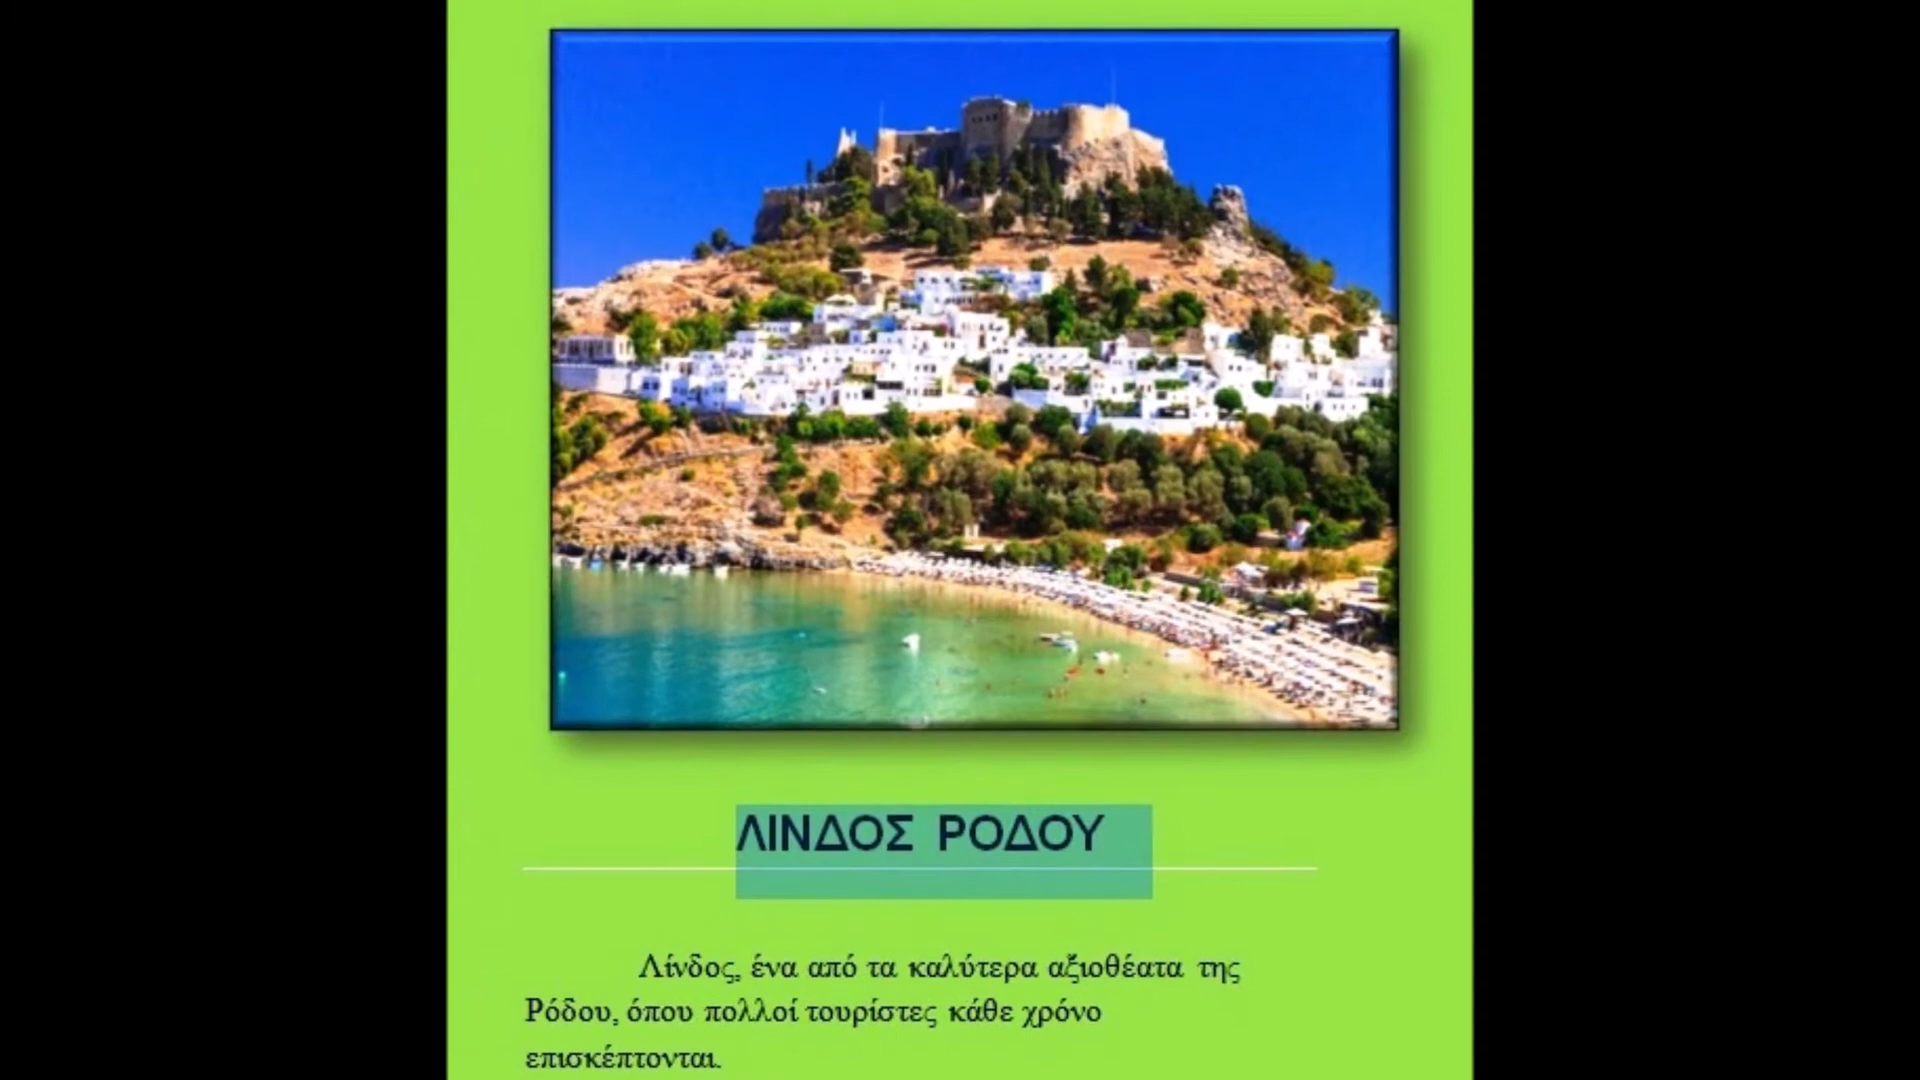 ΛΙΝΔΟΣ ΡΟΔΟΥ
Λίνδος, ένα από τα καλύτερα αξιοθέατα της
Ρόδου, όπου πολλοί τουρίστες κάθε χρόνο
επισκέπτονται.